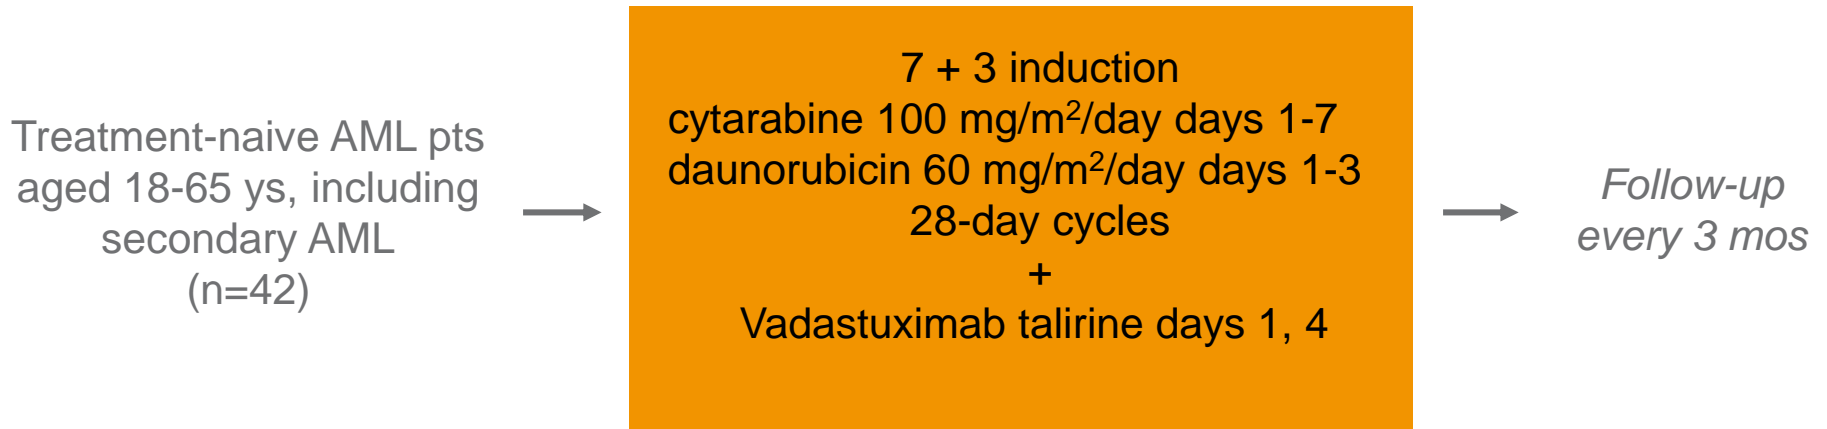 Treatment-naive AML pts
aged 18-65 ys, including
secondary AML
(n=42)
7 + 3 induction
cytarabine 100 mg/m²/day days 1-7
daunorubicin 60 mg/m²/day days 1-3
28-day cycles
+
Vadastuximab talirine days 1, 4
Follow-up
every 3 mos